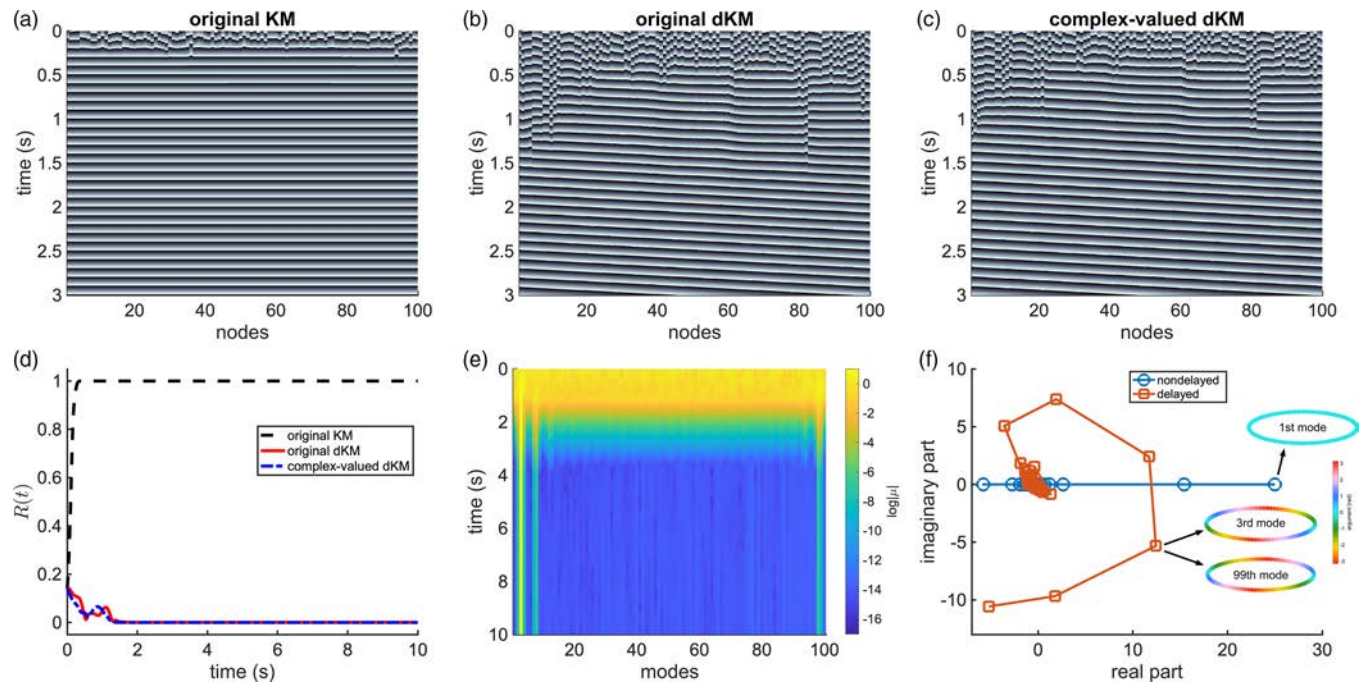 (a) original KM
0
0.5
1
1.5
2
2.5
3
time (s)
20 40 60 80 100
nodes
(b) original dKM
0
0.5
1
1.5
2
2.5
3
time (s)
20 40 60 80 100
nodes
(c) complex-valued dKM
0
0.5
1
1.5
2
2.5
3
time (s)
20 40 60 80 100
nodes
(d)
1
0.8
0.6
0.4
0.2
0
R(t)
original KM
original dKM
complex-valued dKM
0 2 4 6 8 10
time (s)
(e)
0
2
4
6
8
10
time (s)
20 40 60 80 100
modes
0
-2
-4
-6
-8
-10
-12
-14
-16
log|μ|
(f)
10
5
0
-5
-10
imaginary part
nondelayed
delayed
1st mode
3rd mode
99th mode
0 10 20 30
real part